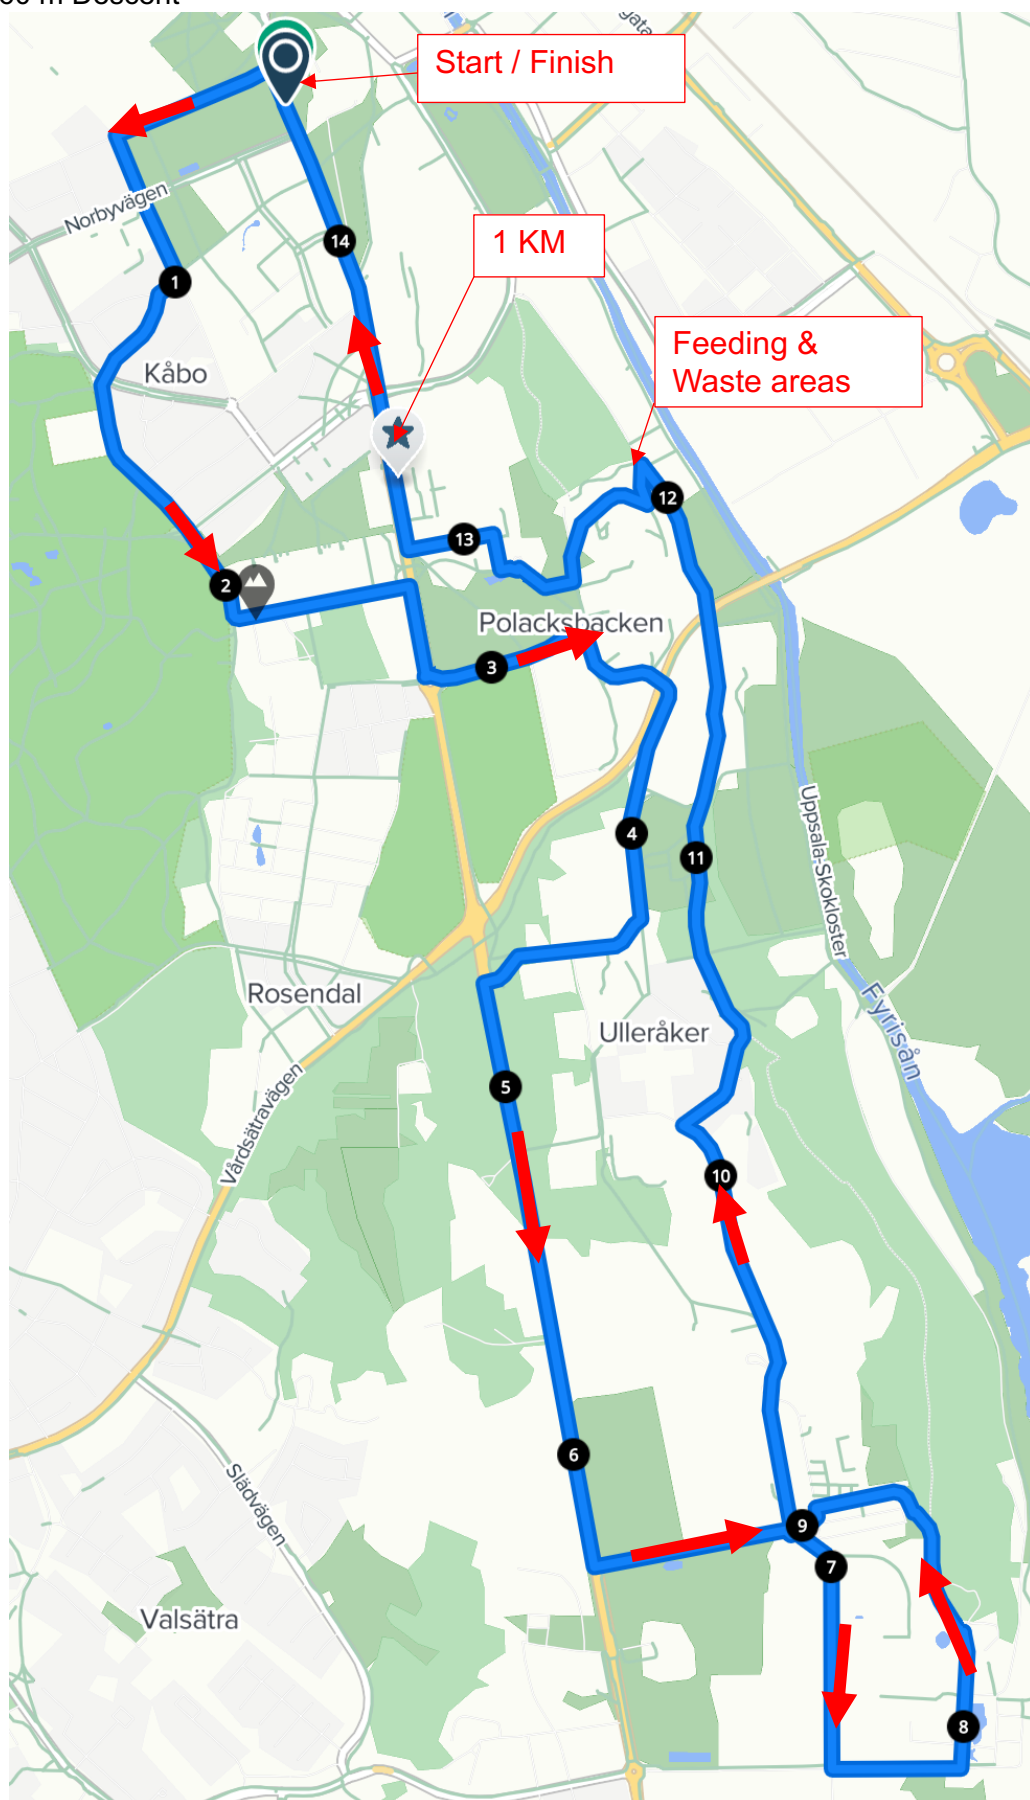 Start / Finish
Norbyvägen
14
1 KM
1
Feeding &
Waste areas
Kåbo
12
13
2
Polacksbacken
3
Uppsala-Skokloster
4
11
Rosendal
Fyrisån
Ulleråker
5
Vårdsätravägen
10
6
Slädvägen
9
7
Valsätra
8